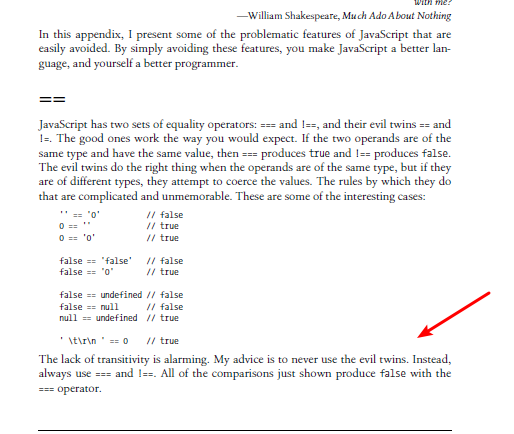 with me?
—William Shakespeare, Much Ado About Nothing
In this appendix, I present some of the problematic features of JavaScript that are
easily avoided. By simply avoiding these features, you make JavaScript a better lan-
guage, and yourself a better programmer.
==
JavaScript has two sets of equality operators: === and !==, and their evil twins == and
!=. The good ones work the way you would expect. If the two operands are of the
same type and have the same value, then === produces true and !== produces false.
The evil twins do the right thing when the operands are of the same type, but if they
are of different types, they attempt to coerce the values. The rules by which they do
that are complicated and unmemorable. These are some of the interesting cases:
'' == '0' // false
0 == '' // true
0 == '0' // true
false == 'false' // false
false == '0' // true
false == undefined // false
false == null // false
null == undefined // true
' \t\r\n ' == 0 // true
The lack of transitivity is alarming. My advice is to never use the evil twins. Instead,
always use === and !==. All of the comparisons just shown produce false with the
=== operator.